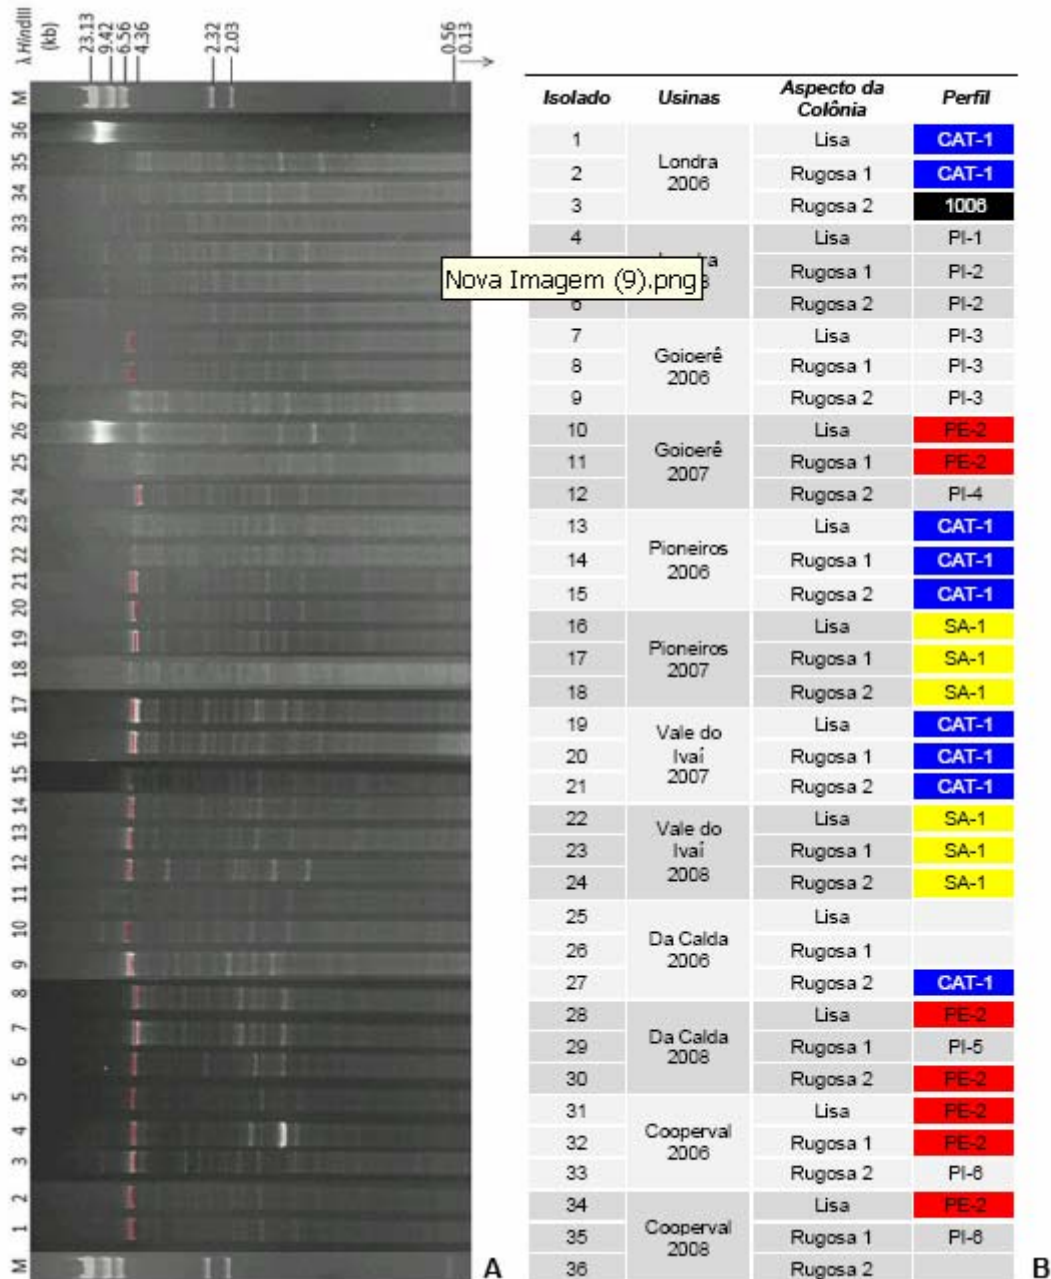 λ HindIII
(kb)
23.13
9.42
6.56
4.36
2.32
2.03
0.56
0.13
M
36
35
34
33
32
31
30
29
28
27
26
25
24
23
22
21
20
19
18
17
16
15
14
13
12
11
10
9
8
7
6
5
4
3
2
1
M
A
Isolado Usinas Aspecto da Colônia Perfil
1 Londra 2006 Lisa CAT-1
2 Rugosa 1 CAT-1
3 Rugosa 2 1006
4 Lisa PI-1
Rugosa 1 PI-2
6 Rugosa 2 PI-2
Nova Imagem (9).png
7 Goioerê 2006 Lisa PI-3
8 Rugosa 1 PI-3
9 Rugosa 2 PI-3
10 Goioerê 2007 Lisa PE-2
11 Rugosa 1 PE-2
12 Rugosa 2 PI-4
13 Pioneiros 2006 Lisa CAT-1
14 Rugosa 1 CAT-1
15 Rugosa 2 CAT-1
16 Pioneiros 2007 Lisa SA-1
17 Rugosa 1 SA-1
18 Rugosa 2 SA-1
19 Vale do Ivaí 2007 Lisa CAT-1
20 Rugosa 1 CAT-1
21 Rugosa 2 CAT-1
22 Vale do Ivaí 2008 Lisa SA-1
23 Rugosa 1 SA-1
24 Rugosa 2 SA-1
25 Da Calda 2006 Lisa
26 Rugosa 1
27 Rugosa 2 CAT-1
28 Da Calda 2008 Lisa PE-2
29 Rugosa 1 PI-5
30 Rugosa 2 PE-2
31 Cooperval 2006 Lisa PE-2
32 Rugosa 1 PE-2
33 Rugosa 2 PI-6
34 Cooperval 2008 Lisa PE-2
35 Rugosa 1 PI-6
36 Rugosa 2
B